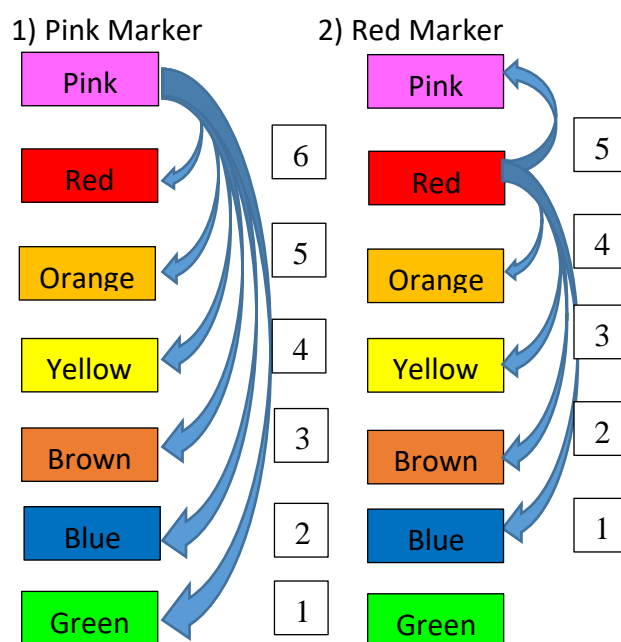 1) Pink Marker
Pink
Red
Orange
Yellow
Brown
Blue
Green
6
5
4
3
2
1
2) Red Marker
Pink
Red
Orange
Yellow
Brown
Blue
Green
5
4
3
2
1